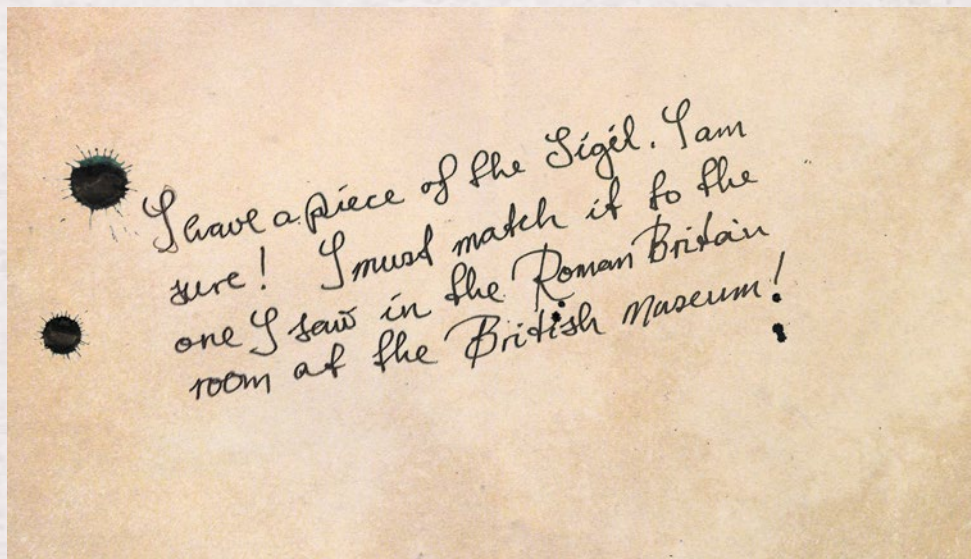 I have a piece of the Sigil. I am
sure! I must match it to the
one I saw in the Roman Britain
room at the British Museum!